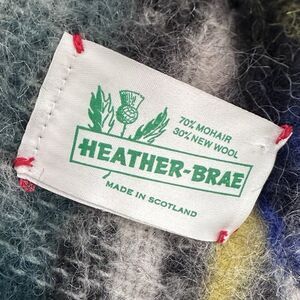 70% MOHAIR
30% NEW WOOL
HEATHER-BRAE
MADE IN SCOTLAND